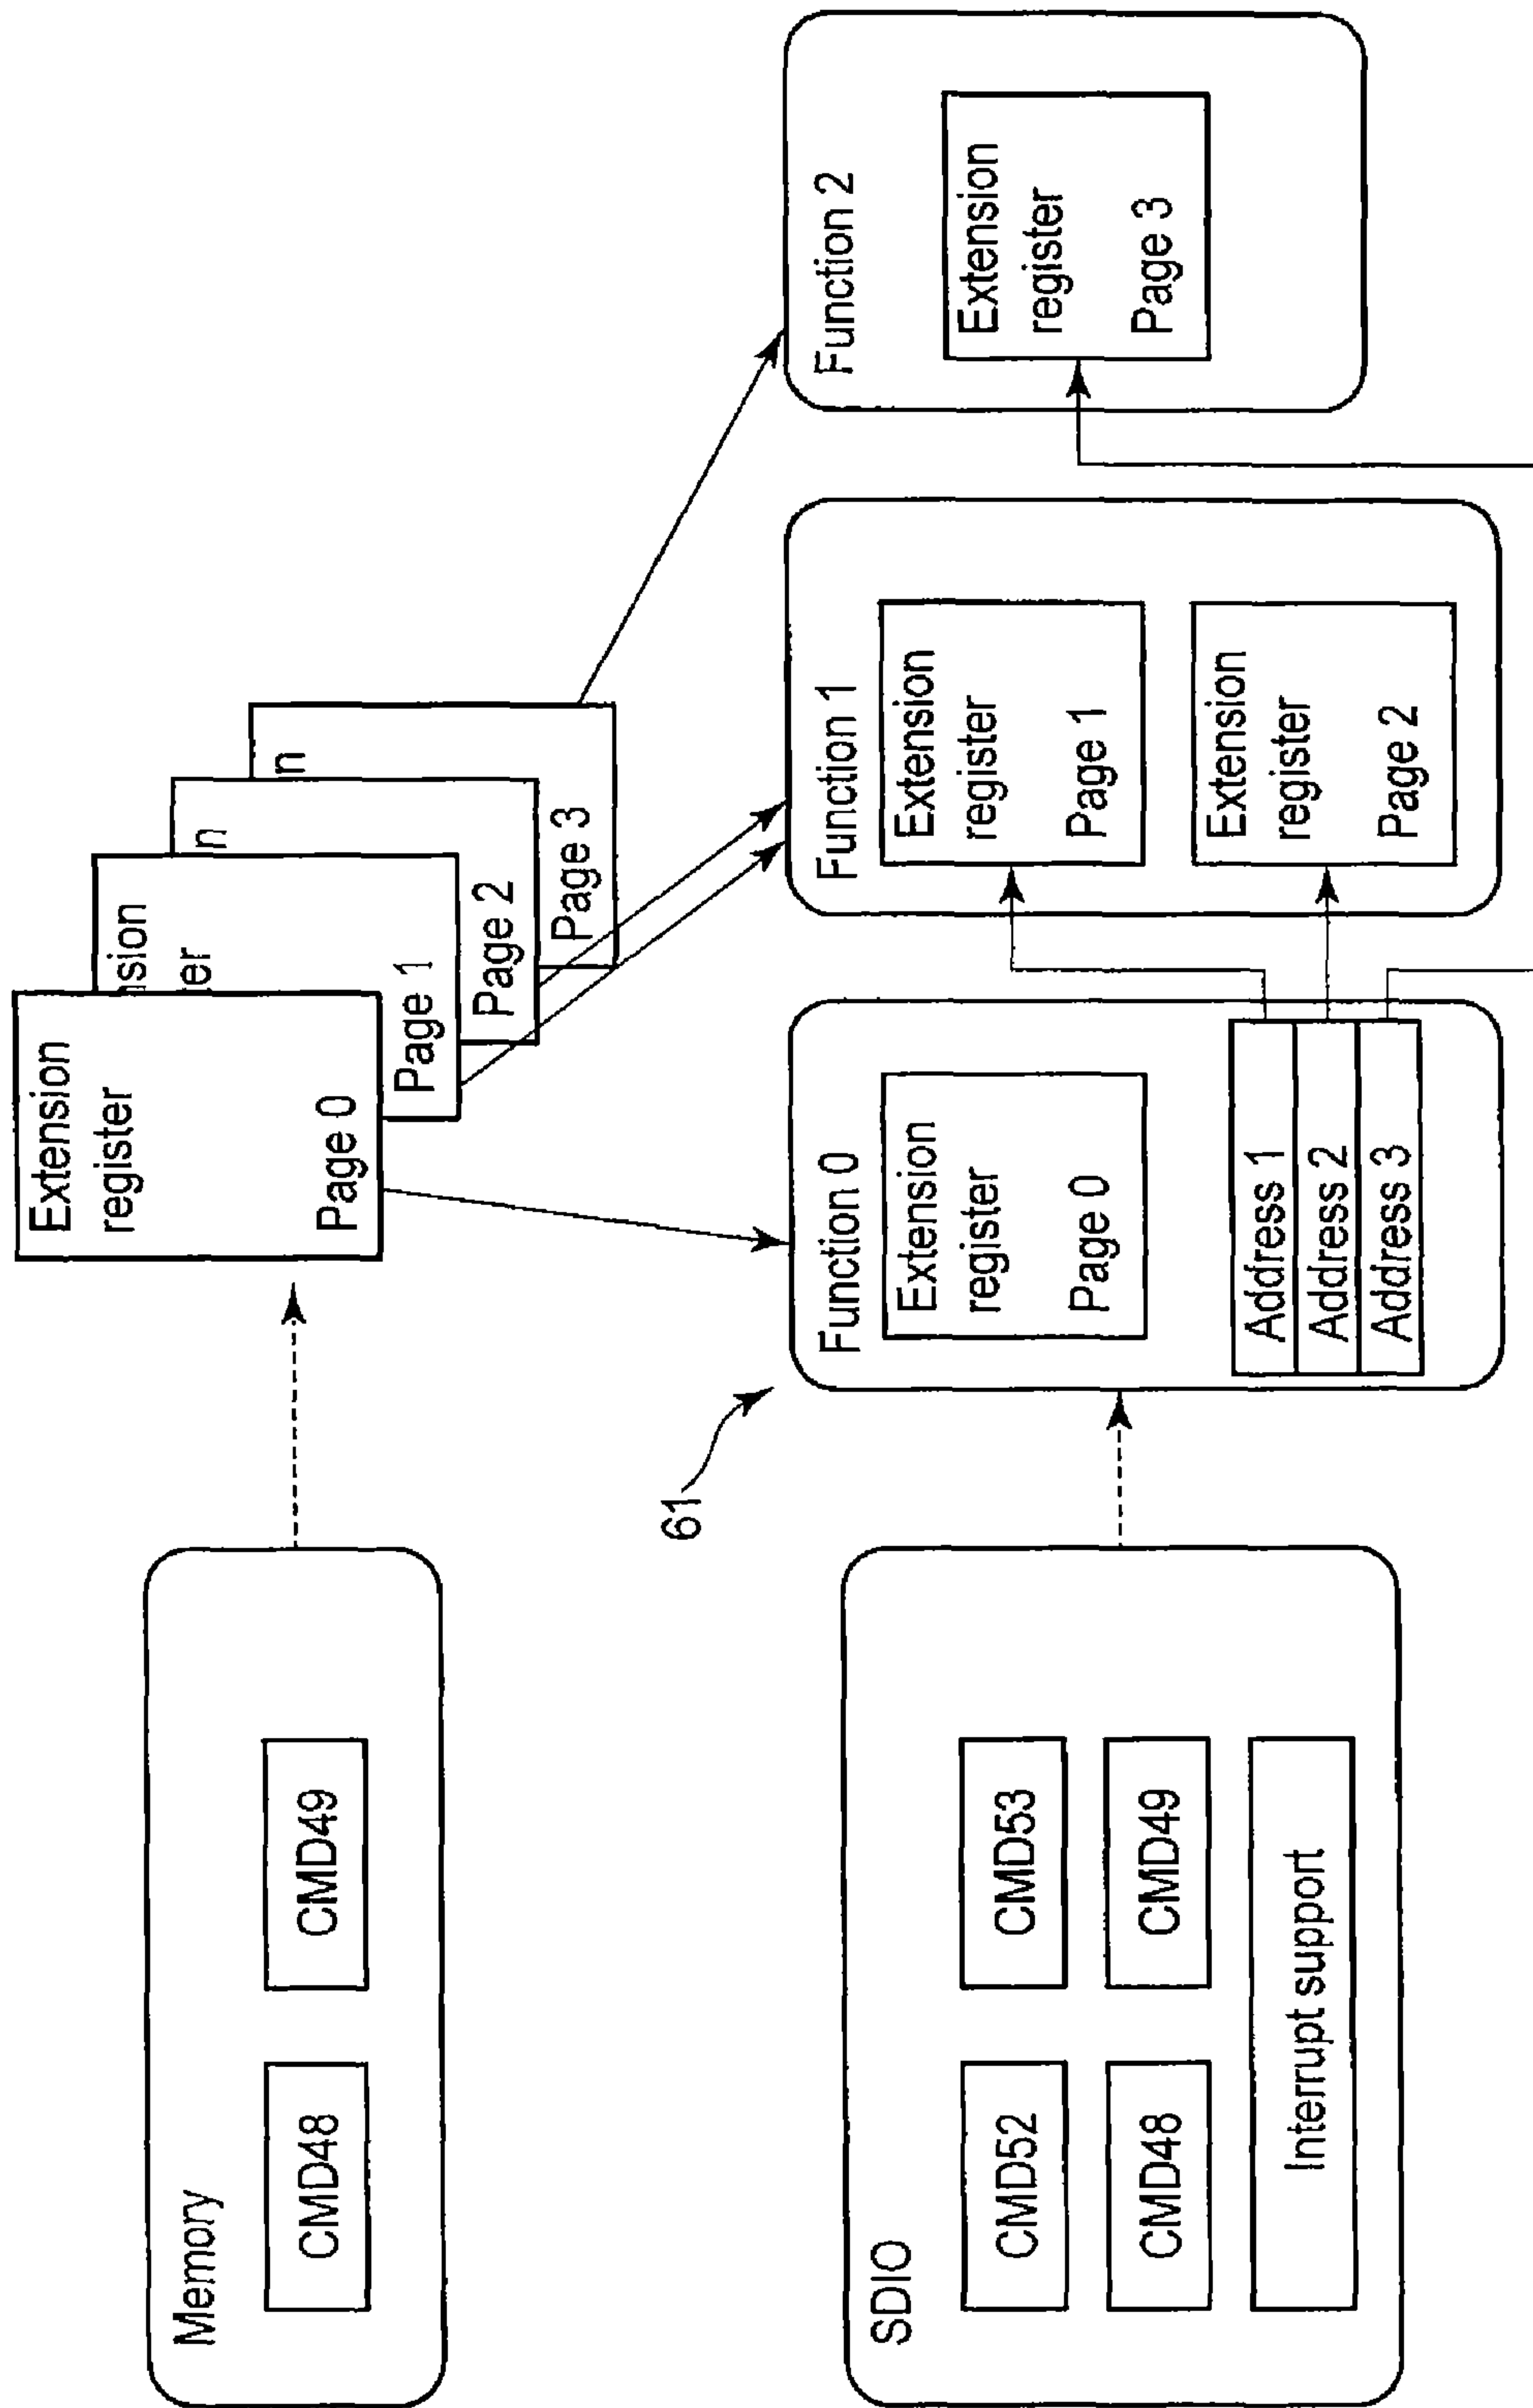 Memory
CMD48
CMD49
Extension
register
Page 0
nsion
er
Page 1
n
Page 2
n
Page 3
61
SDIO
CMD52
CMD53
CMD48
CMD49
Interrupt support
Function 0
Extension
register
Page 0
Address 1
Address 2
Address 3
Function 1
Extension
register
Page 1
Extension
register
Page 2
Function 2
Extension
register
Page 3